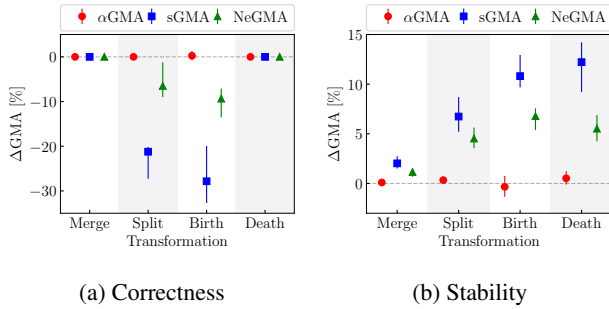 αGMA sGMA NeGMA
ΔGMA [%]
0
−10
−20
−30
Merge Split Birth Death
Transformation
(a) Correctness
αGMA sGMA NeGMA
ΔGMA [%]
15
10
5
0
Merge Split Birth Death
Transformation
(b) Stability